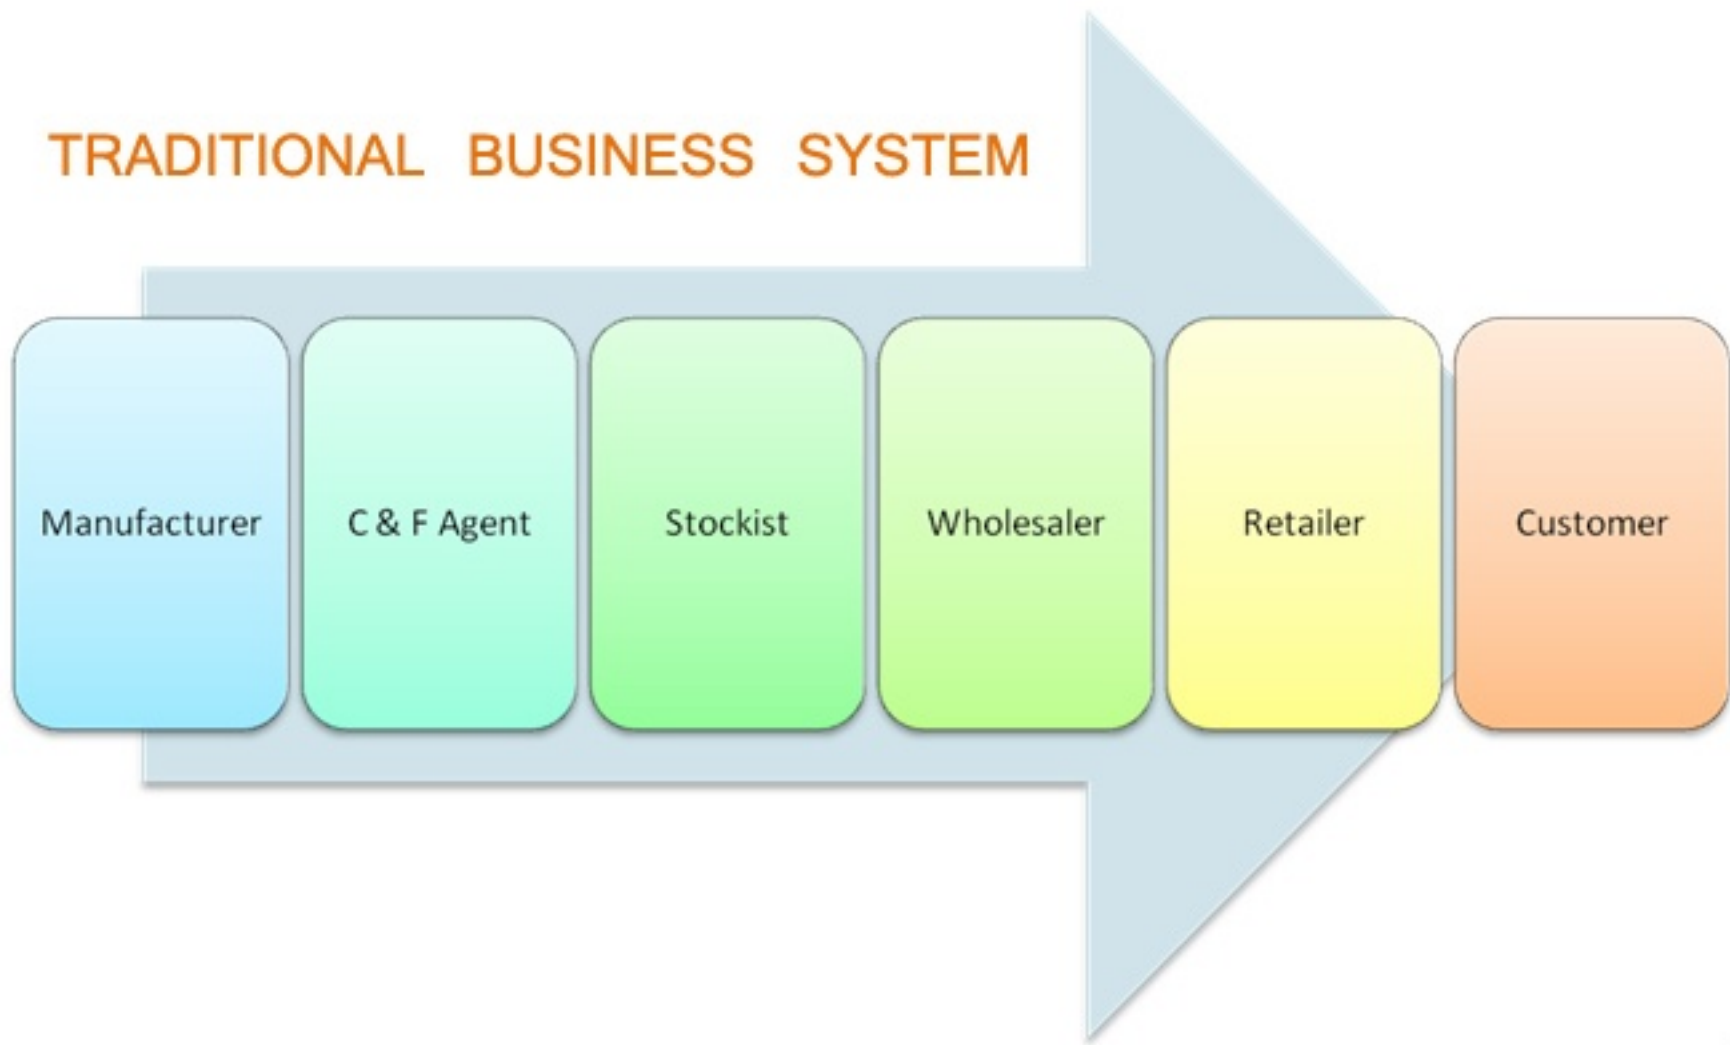 TRADITIONAL BUSINESS SYSTEM
Manufacturer
C & F Agent
Stockist
Wholesaler
Retailer
Customer